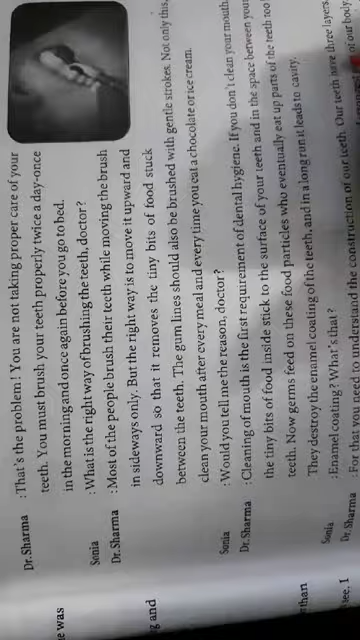 Dr. Sharma : That's the problem! You are not taking proper care of your
teeth. You must brush your teeth properly twice a day-once
in the morning and once again before you go to bed.
Sonia : What is the right way of brushing the teeth, doctor?
Dr. Sharma : Most of the people brush their teeth while moving the brush
in sideways only. But the right way is to move it upward and
downward so that it removes the tiny bits of food stuck
between the teeth. The gum lines should also be brushed with gentle strokes. Not only this,
clean your mouth after every meal and every time you eat a chocolate or ice cream.
Sonia : Would you tell me the reason, doctor?
Dr. Sharma : Cleaning of mouth is the first requirement of dental hygiene. If you don't clean your mouth
the tiny bits of food inside stick to the surface of your teeth and in the space between your
teeth. Now germs feed on these food particles who eventually eat up parts of the teeth too
They destroy the enamel coating of the teeth, and in a long run it leads to cavity.
Sonia : Enamel coating? What's that?
Dr. Sharma : For that you need to understand the construction of our teeth. Our teeth have three layers.
of our body
e was
g and
than
see, I